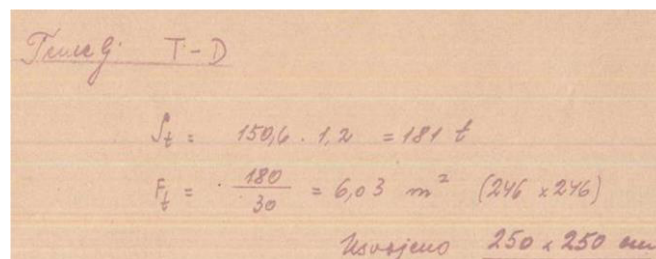 Temelj T-D
St = 150,6 · 1,2 = 181 t
Ft = 180/30 = 6,03 m² (246 x 246)
Usvojeno 250 x 250 cm